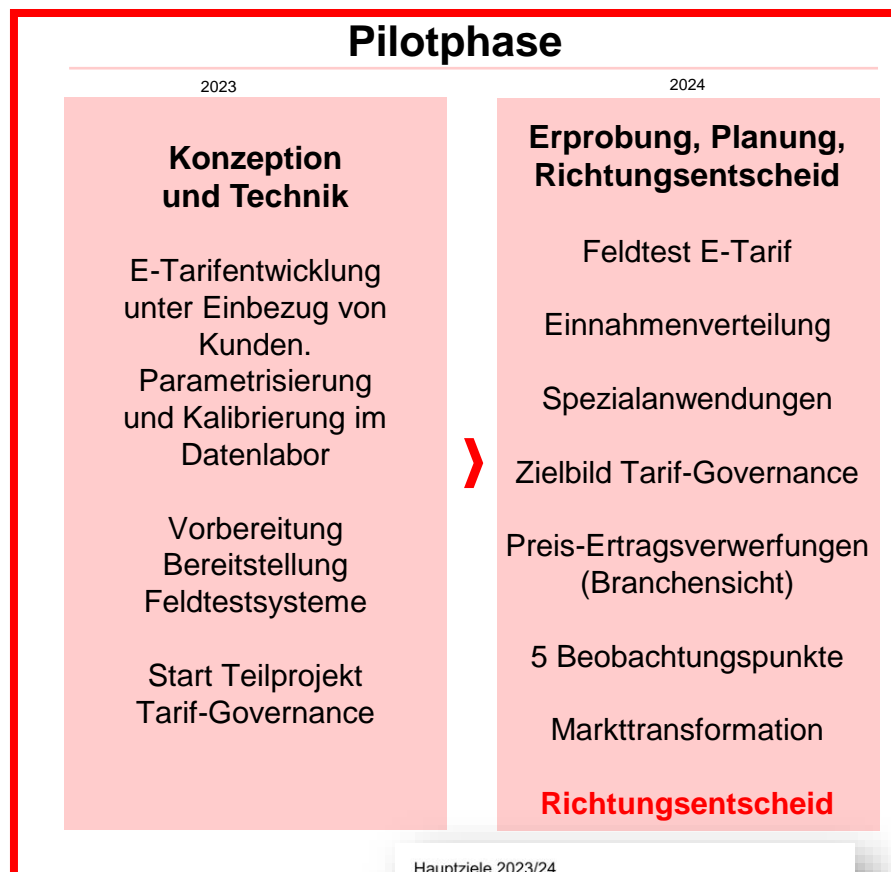 Pilotphase
2023
Konzeption
und Technik
E-Tarifentwicklung
unter Einbezug von
Kunden.
Parametrisierung
und Kalibrierung im
Datenlabor
Vorbereitung
Bereitstellung
Feldtestsysteme
Start Teilprojekt
Tarif-Governance
2024
Erprobung, Planung,
Richtungsentscheid
Feldtest E-Tarif
Einnahmenverteilung
Spezialanwendungen
Zielbild Tarif-Governance
Preis-Ertragsverwerfungen
(Branchensicht)
5 Beobachtungspunkte
Markttransformation
Richtungsentscheid
Hauptziele 2023/24